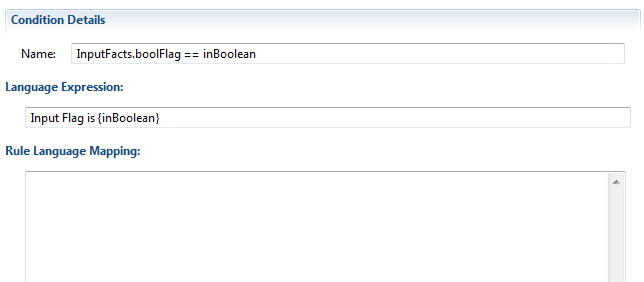 Condition Details
Name: InputFacts.boolFlag == inBoolean
Language Expression:
Input Flag is {inBoolean}
Rule Language Mapping: